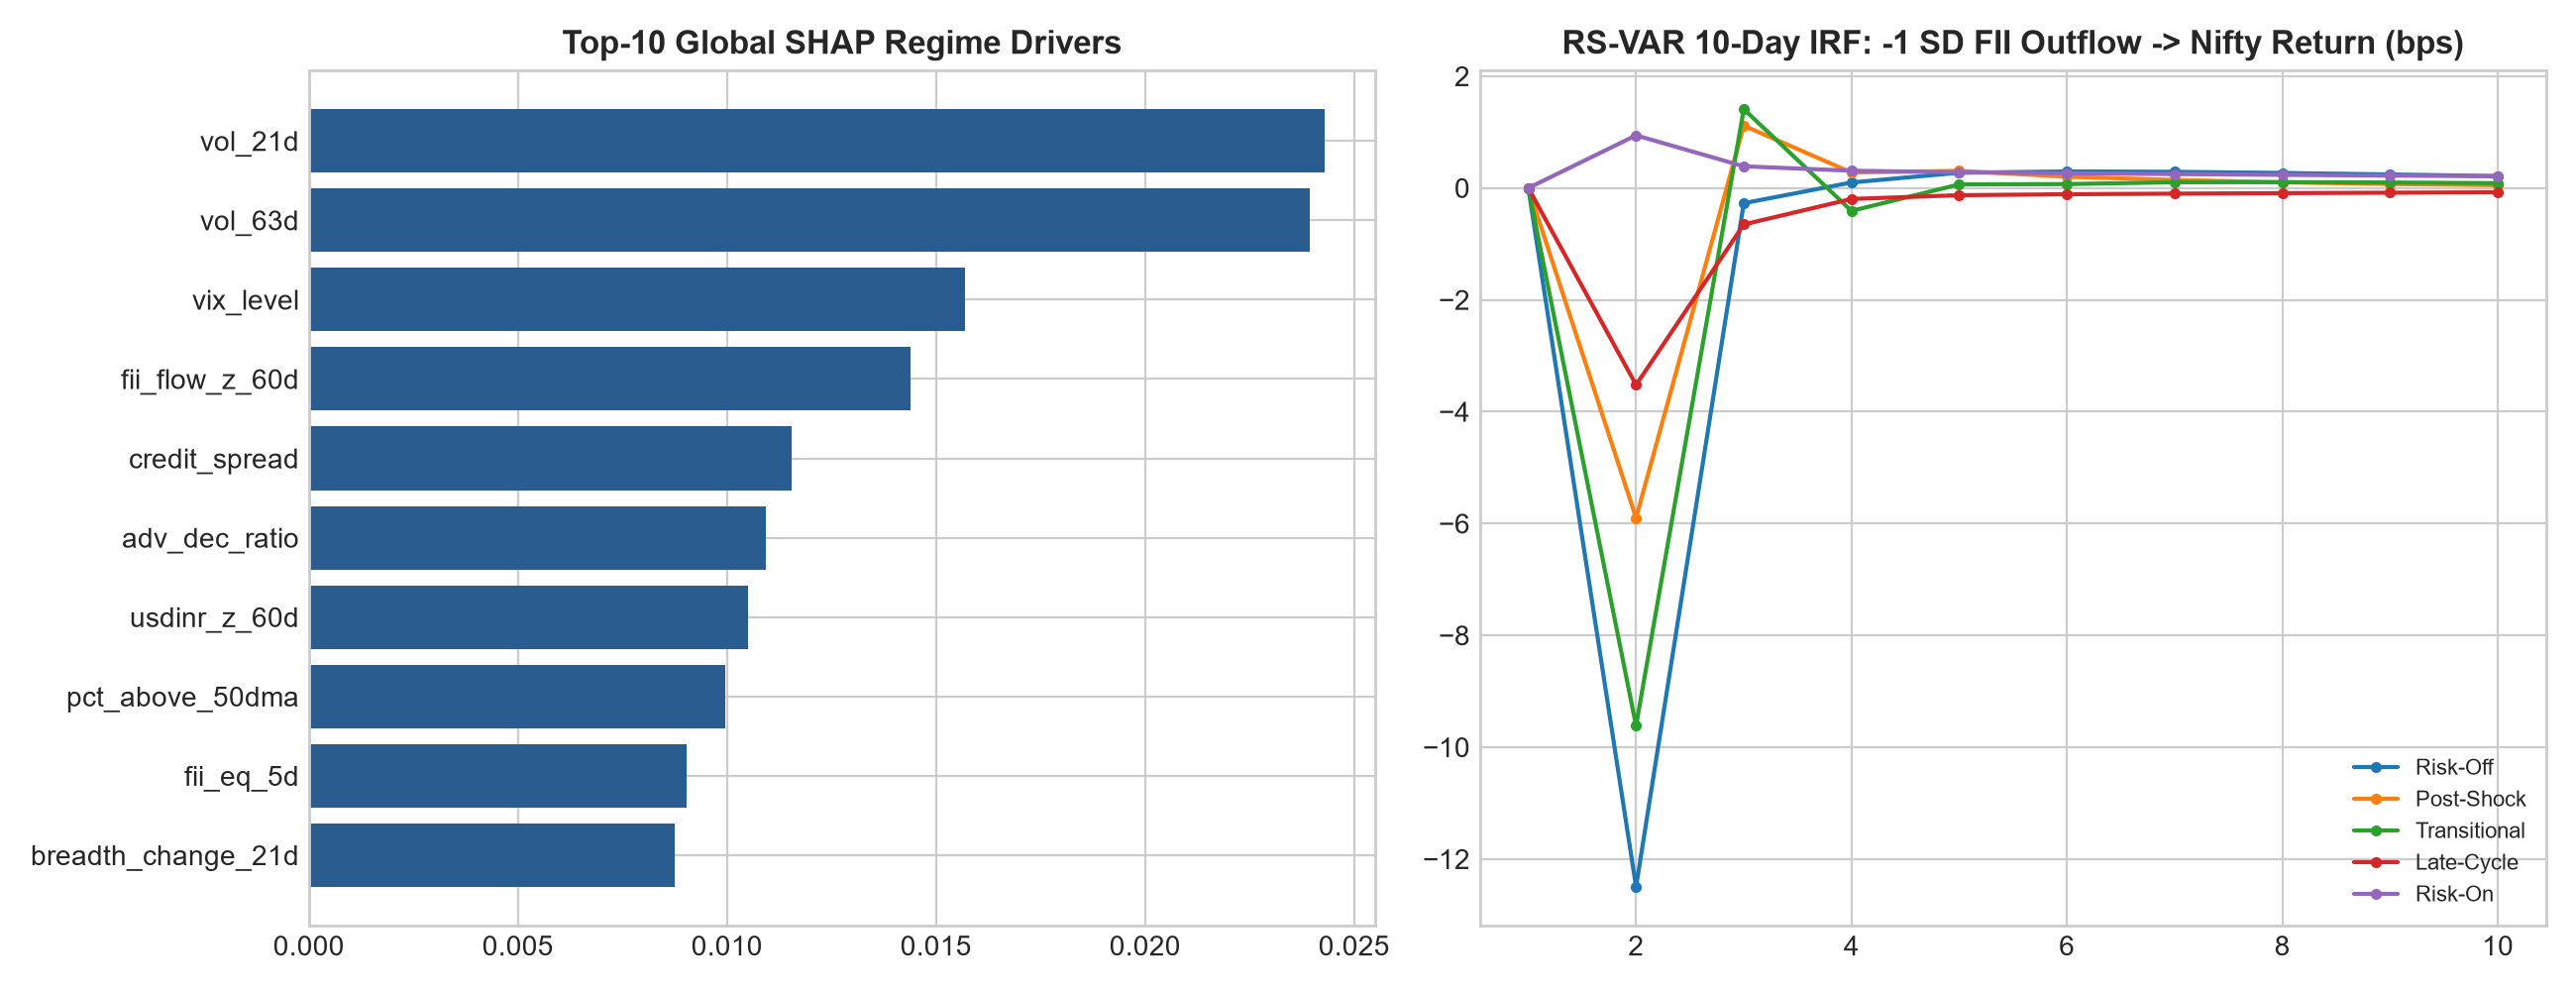 Top-10 Global SHAP Regime Drivers
vol_21d
vol_63d
vix_level
fii_flow_z_60d
credit_spread
adv_dec_ratio
usdinr_z_60d
pct_above_50dma
fii_eq_5d
breadth_change_21d
0.000 0.005 0.010 0.015 0.020 0.025
RS-VAR 10-Day IRF: -1 SD FII Outflow -> Nifty Return (bps)
2
0
−2
−4
−6
−8
−10
−12
Risk-Off
Post-Shock
Transitional
Late-Cycle
Risk-On
2 4 6 8 10